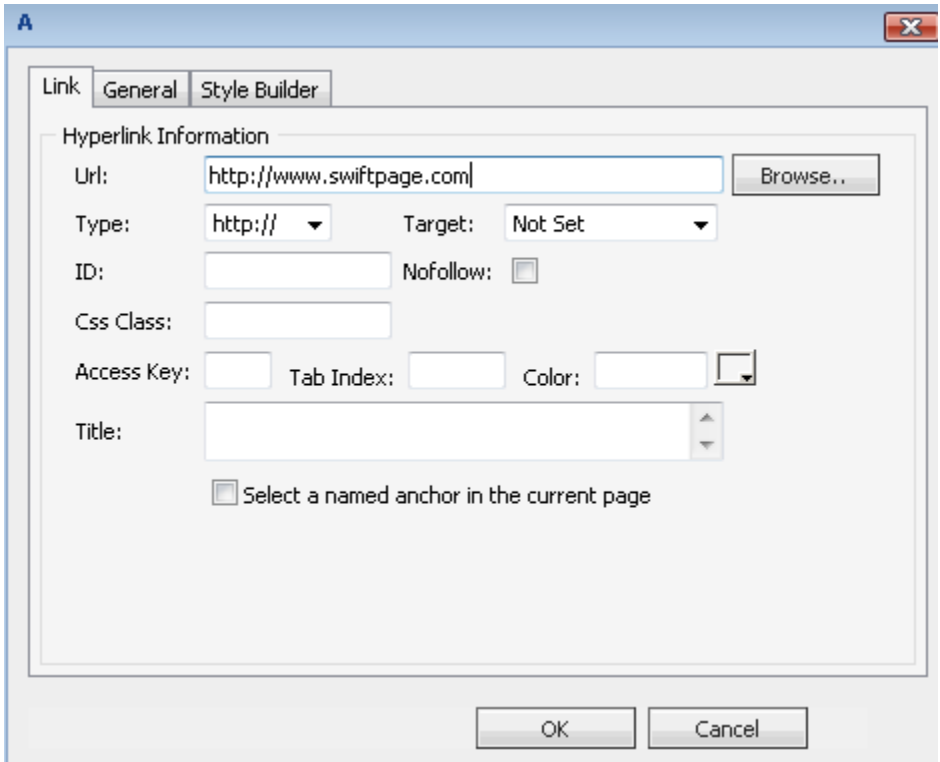 A
Link General Style Builder
Hyperlink Information
Url: http://www.swiftpage.com Browse..
Type: http:// Target: Not Set
ID: Nofollow:
Css Class:
Access Key: Tab Index: Color:
Title:
Select a named anchor in the current page
OK Cancel